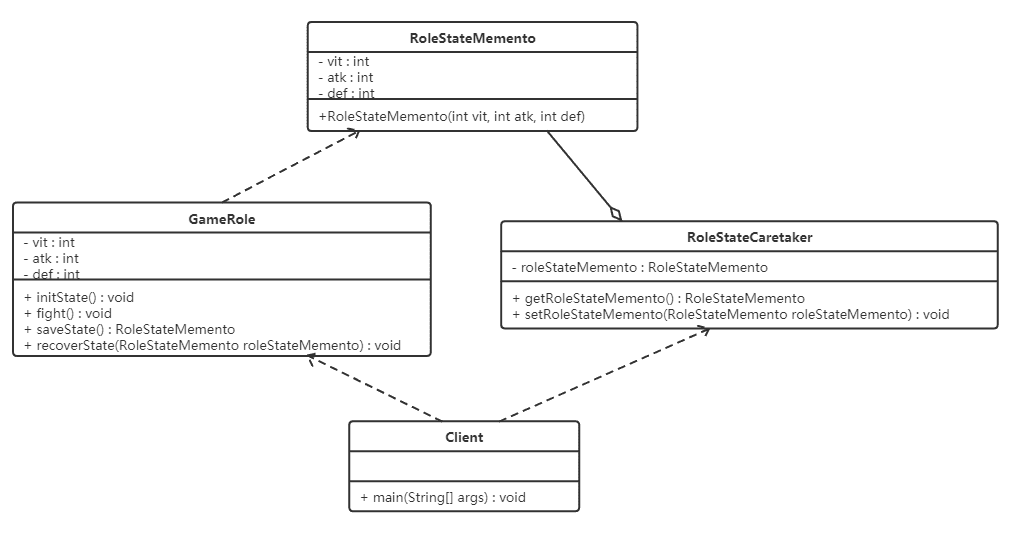 RoleStateMemento
- vit : int
- atk : int
- def : int
+RoleStateMemento(int vit, int atk, int def)
GameRole
- vit : int
- atk : int
- def : int
+ initState() : void
+ fight() : void
+ saveState() : RoleStateMemento
+ recoverState(RoleStateMemento roleStateMemento) : void
RoleStateCaretaker
- roleStateMemento : RoleStateMemento
+ getRoleStateMemento() : RoleStateMemento
+ setRoleStateMemento(RoleStateMemento roleStateMemento) : void
Client
+ main(String[] args) : void